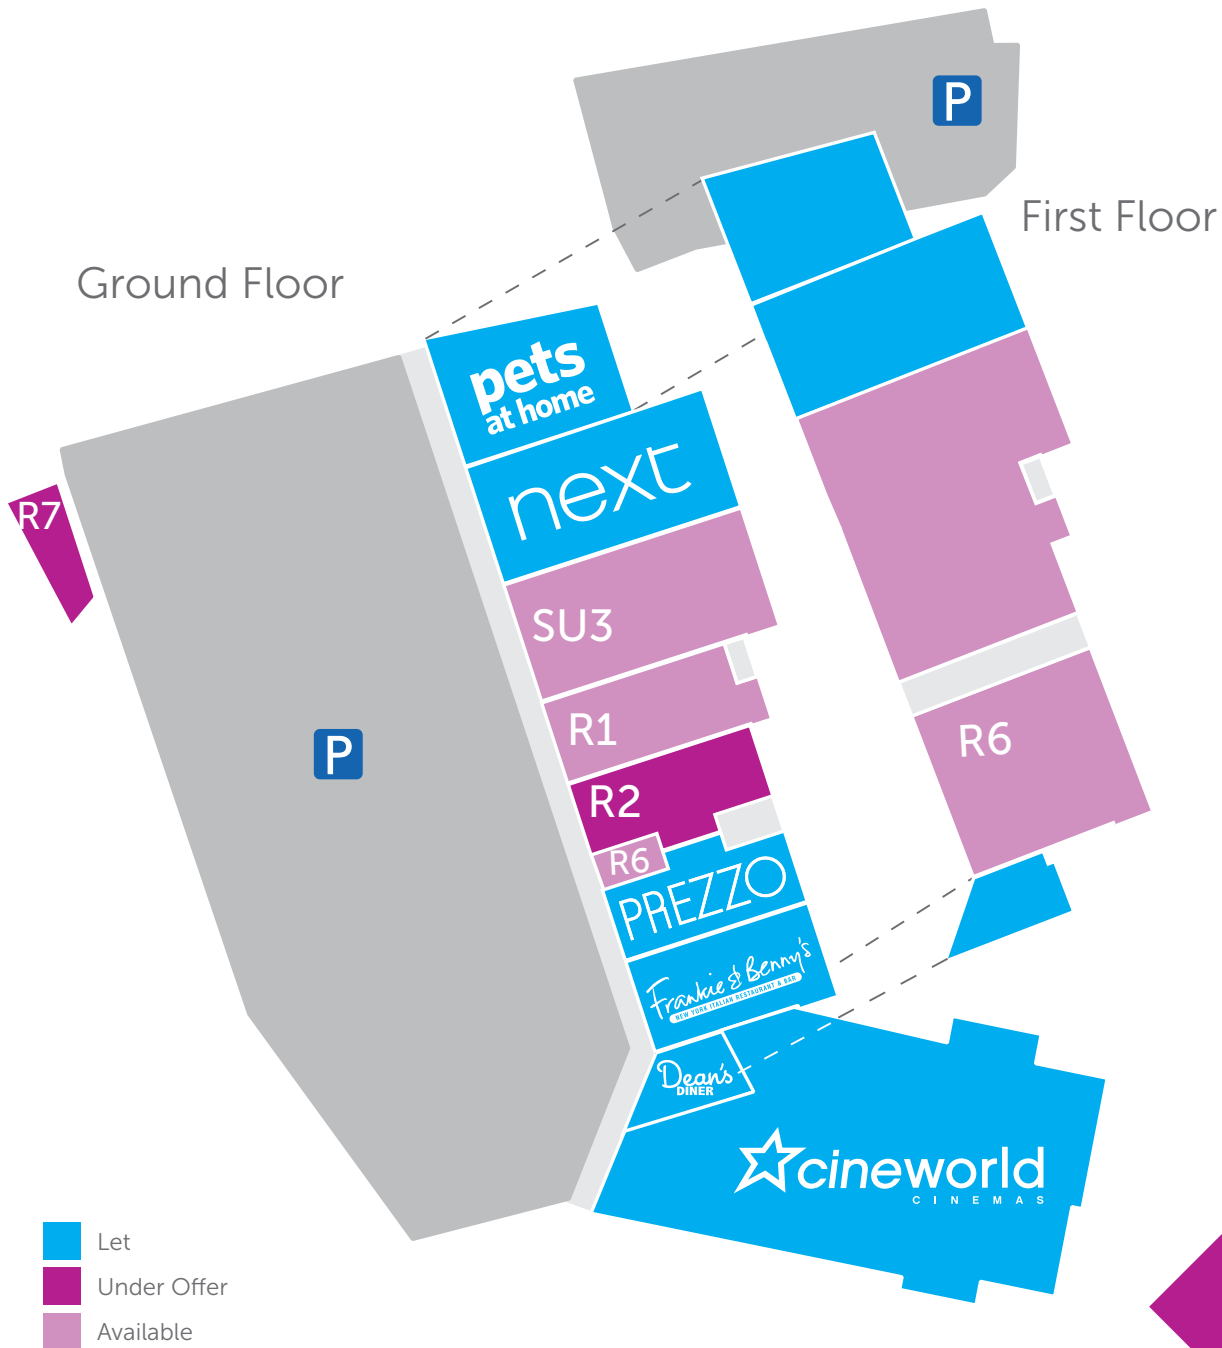 P
First Floor
Ground Floor
pets
at home
next
R7
SU3
R1
R6
P
R2
R6
PREZZO
Frankie & Benny's
NEW YORK ITALIAN RESTAURANT & BAR
Dean's
DINER
cineworld
CINEMAS
Let
Under Offer
Available